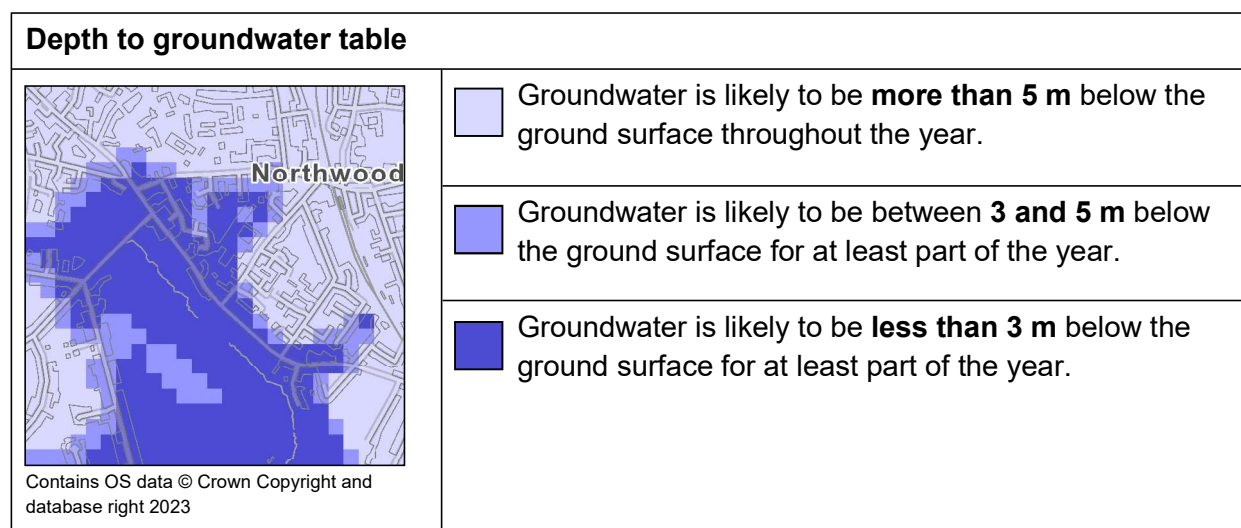 Depth to groundwater table
Northwood
Contains OS data © Crown Copyright and
database right 2023
Groundwater is likely to be more than 5 m below the
ground surface throughout the year.
Groundwater is likely to be between 3 and 5 m below
the ground surface for at least part of the year.
Groundwater is likely to be less than 3 m below the
ground surface for at least part of the year.